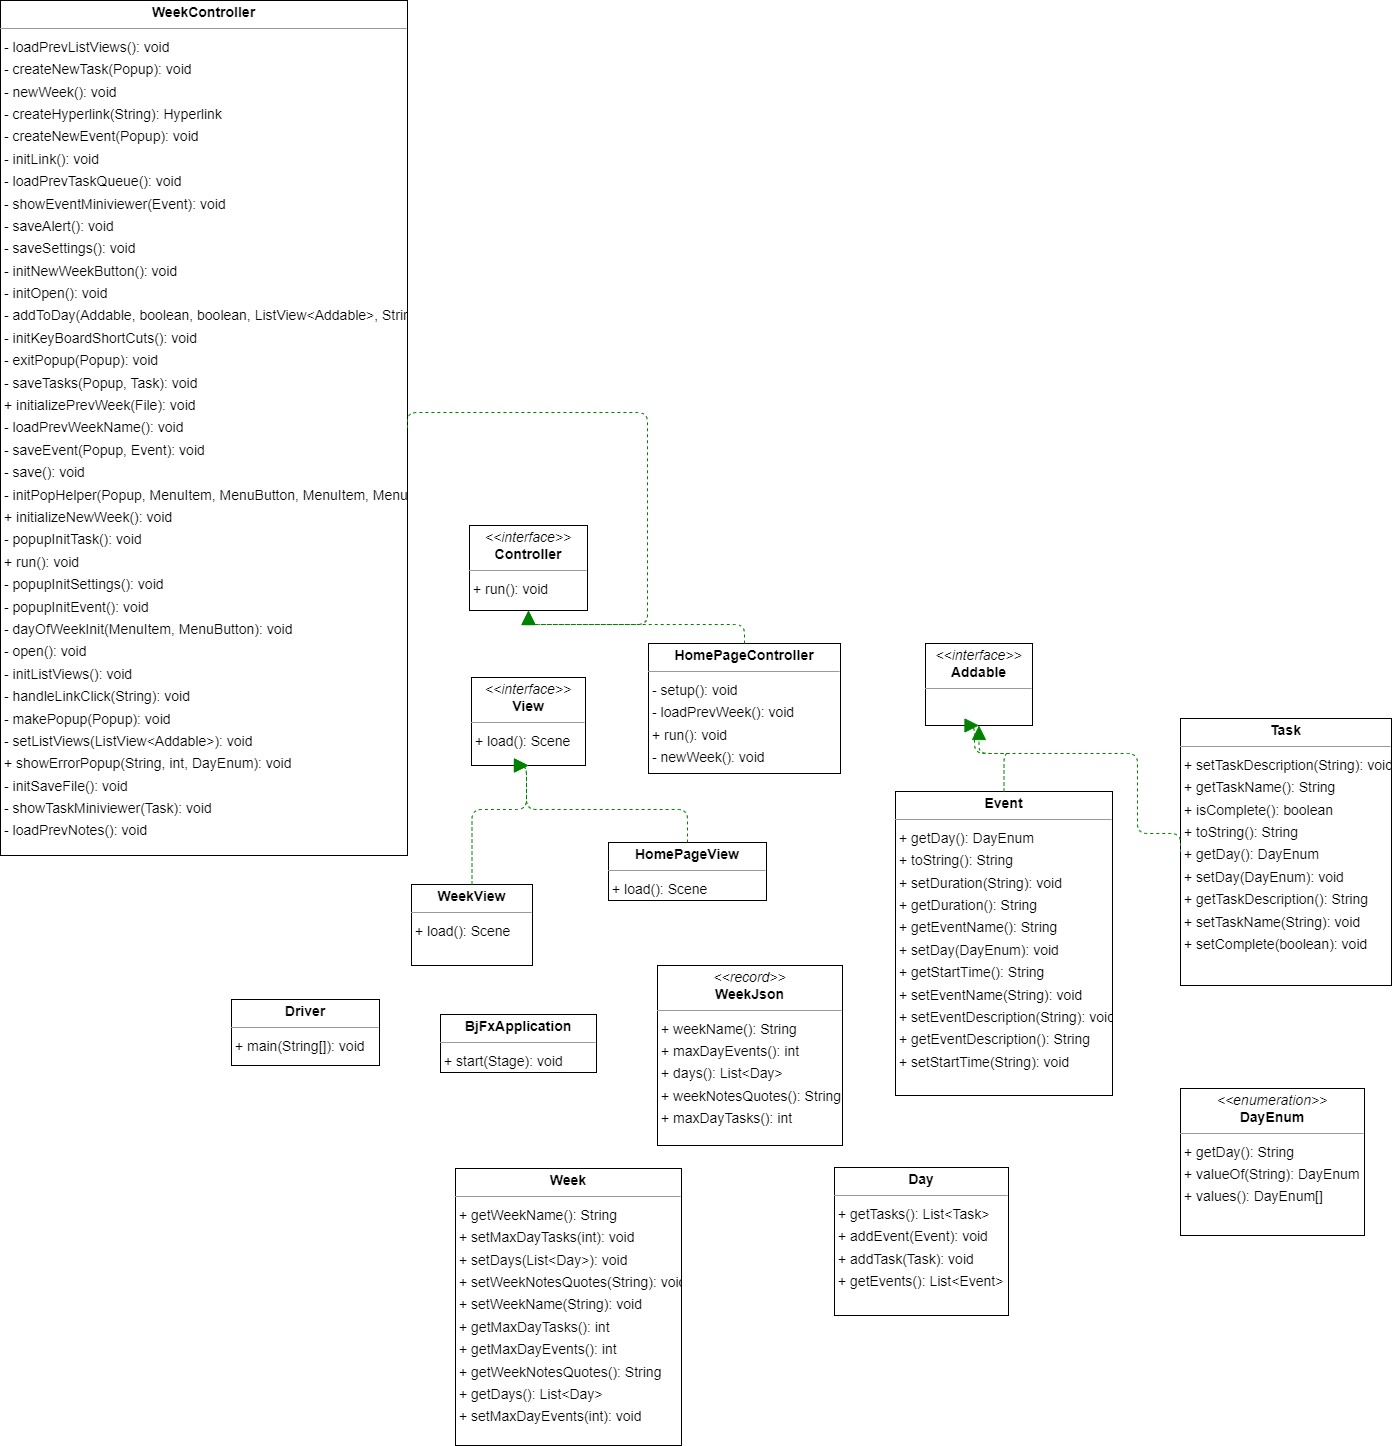 WeekController
- loadPrevListViews(): void
- createNewTask(Popup): void
- newWeek(): void
- createHyperlink(String): Hyperlink
- createNewEvent(Popup): void
- initLink(): void
- loadPrevTaskQueue(): void
- showEventMiniviewer(Event): void
- saveAlert(): void
- saveSettings(): void
- initNewWeekButton(): void
- initOpen(): void
- addToDay(Addable, boolean, boolean, ListView<Addable>, Strin
- initKeyBoardShortCuts(): void
- exitPopup(Popup): void
- saveTasks(Popup, Task): void
+ initializePrevWeek(File): void
- loadPrevWeekName(): void
- saveEvent(Popup, Event): void
- save(): void
- initPopHelper(Popup, MenuItem, MenuButton, MenuItem, Menu
+ initializeNewWeek(): void
- popupInitTask(): void
+ run(): void
- popupInitSettings(): void
- popupInitEvent(): void
- dayOfWeekInit(MenuItem, MenuButton): void
- open(): void
- initListViews(): void
- handleLinkClick(String): void
- makePopup(Popup): void
- setListViews(ListView<Addable>): void
+ showErrorPopup(String, int, DayEnum): void
- initSaveFile(): void
- showTaskMiniviewer(Task): void
- loadPrevNotes(): void
<<interface>>
Controller
+ run(): void
HomePageController
- setup(): void
- loadPrevWeek(): void
+ run(): void
- newWeek(): void
<<interface>>
View
+ load(): Scene
HomePageView
+ load(): Scene
WeekView
+ load(): Scene
<<interface>>
Addable
Task
+ setTaskDescription(String): void
+ getTaskName(): String
+ isComplete(): boolean
+ toString(): String
+ getDay(): DayEnum
+ setDay(DayEnum): void
+ getTaskDescription(): String
+ setTaskName(String): void
+ setComplete(boolean): void
Event
+ getDay(): DayEnum
+ toString(): String
+ setDuration(String): void
+ getDuration(): String
+ getEventName(): String
+ setDay(DayEnum): void
+ getStartTime(): String
+ setEventName(String): void
+ setEventDescription(String): void
+ getEventDescription(): String
+ setStartTime(String): void
Driver
+ main(String[]): void
BjFxApplication
+ start(Stage): void
<<record>>
WeekJson
+ weekName(): String
+ maxDayEvents(): int
+ days(): List<Day>
+ weekNotesQuotes(): String
+ maxDayTasks(): int
<<enumeration>>
DayEnum
+ getDay(): String
+ valueOf(String): DayEnum
+ values(): DayEnum[]
Week
+ getWeekName(): String
+ setMaxDayTasks(int): void
+ setDays(List<Day>): void
+ setWeekNotesQuotes(String): void
+ setWeekName(String): void
+ getMaxDayTasks(): int
+ getMaxDayEvents(): int
+ getWeekNotesQuotes(): String
+ getDays(): List<Day>
+ setMaxDayEvents(int): void
Day
+ getTasks(): List<Task>
+ addEvent(Event): void
+ addTask(Task): void
+ getEvents(): List<Event>